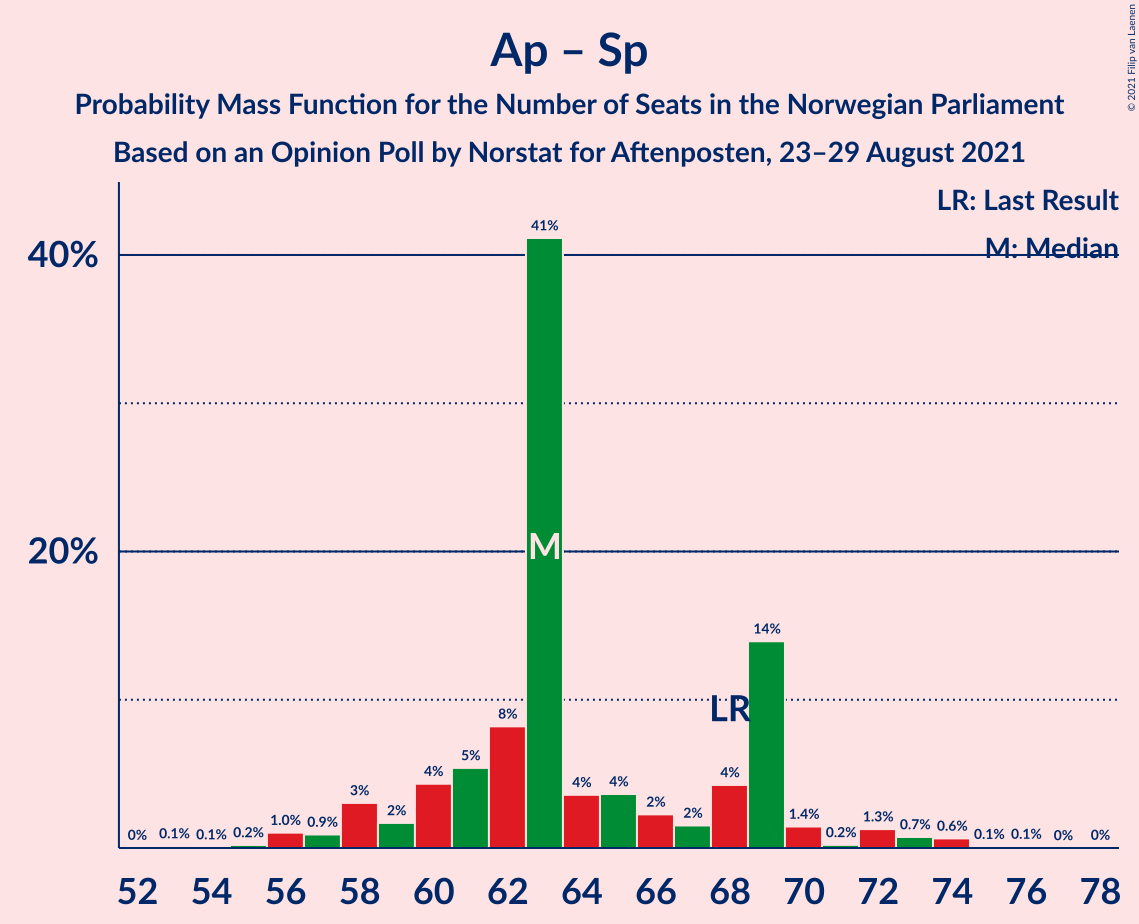 Ap – Sp
Probability Mass Function for the Number of Seats in the Norwegian Parliament
Based on an Opinion Poll by Norstat for Aftenposten, 23–29 August 2021
© 2021 Filip van Laenen
LR: Last Result
M: Median
40%
20%
0% 0.1% 0.1% 0.2% 1.0% 0.9% 3% 2% 4% 5% 8% 41% 4% 4% 2% 2% 4% 14% 1.4% 0.2% 1.3% 0.7% 0.6% 0.1% 0.1% 0% 0%
M
LR
52 54 56 58 60 62 64 66 68 70 72 74 76 78